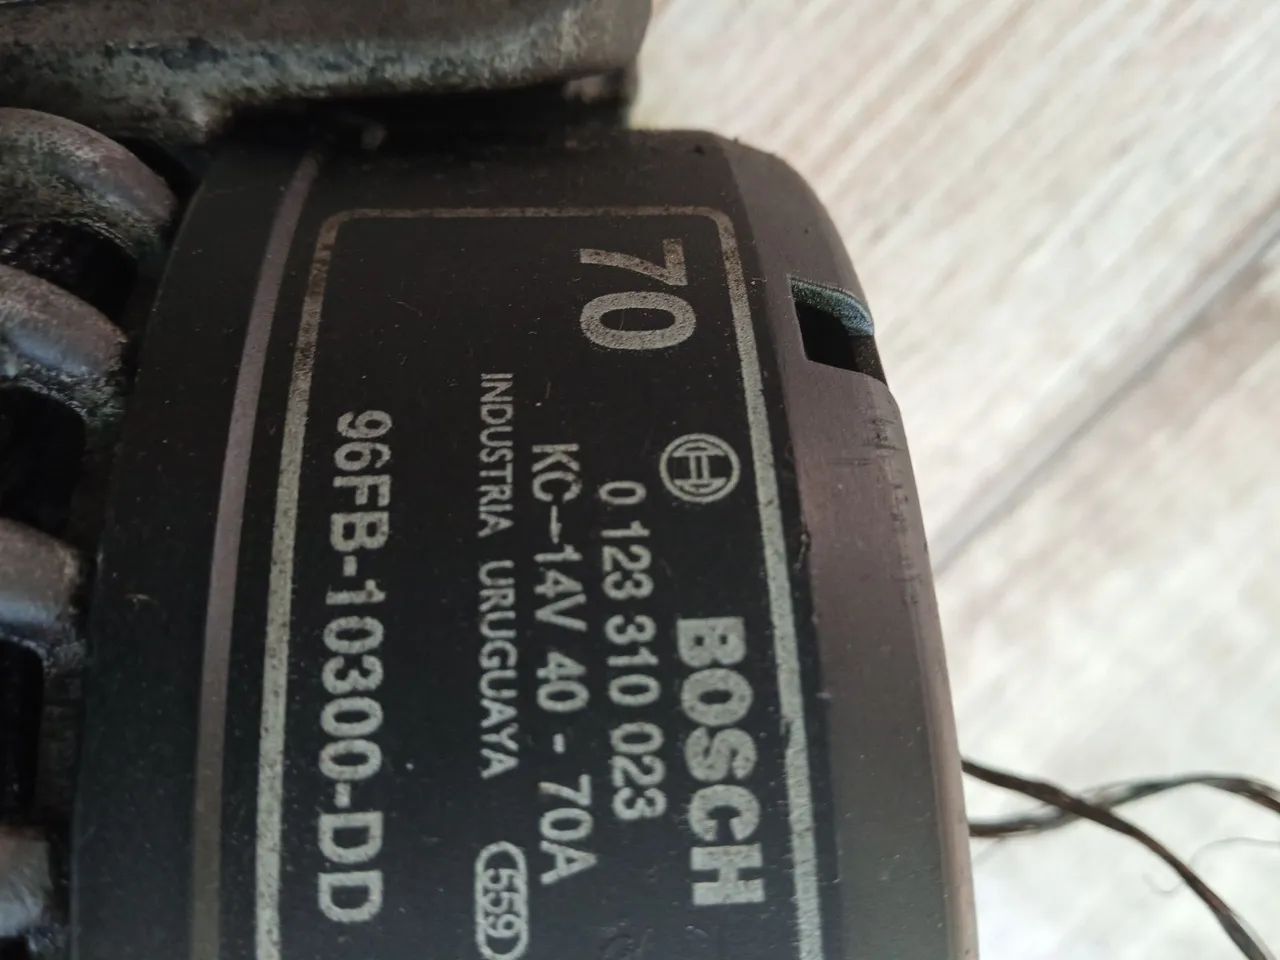 70
BOSCH
0 123 310 023
KC→14V 40-70A
INDUSTRIA URUGUAYA 559
96FB-10300-DD